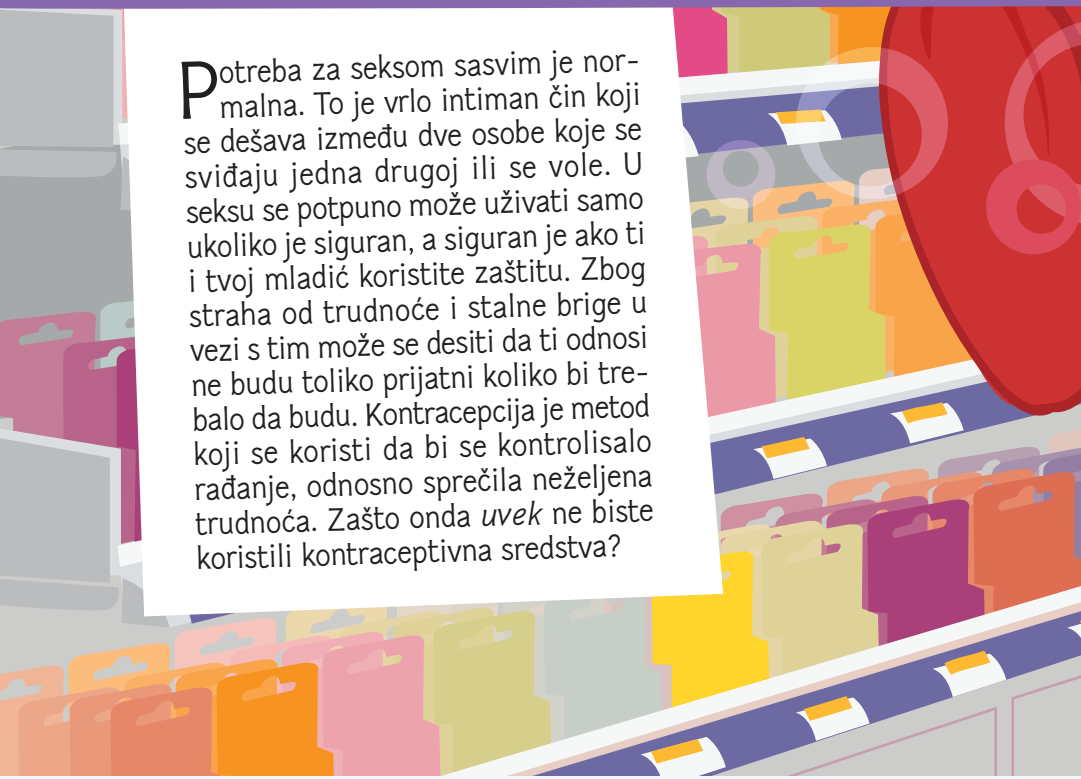 Potreba za seksom sasvim je nor-
malna. To je vrlo intiman čin koji
se dešava između dve osobe koje se
sviđaju jedna drugoj ili se vole. U
seksu se potpuno može uživati samo
ukoliko je siguran, a siguran je ako ti
i tvoj mladić koristite zaštitu. Zbog
straha od trudnoće i stalne brige u
vezi s tim može se desiti da ti odnosi
ne budu toliko prijatni koliko bi tre-
balo da budu. Kontracepcija je metod
koji se koristi da bi se kontrolisalo
rađanje, odnosno sprečila neželjena
trudnoća. Zašto onda uvek ne biste
koristili kontraceptivna sredstva?